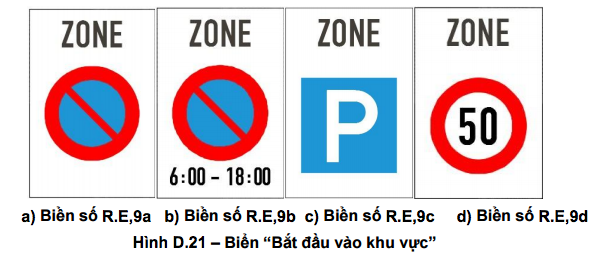 ZONE ZONE ZONE ZONE
P 50
6:00 - 18:00
a) Biển số R.E,9a b) Biển số R.E,9b c) Biển số R.E,9c d) Biển số R.E,9d
Hình D.21 – Biển “Bắt đầu vào khu vực”